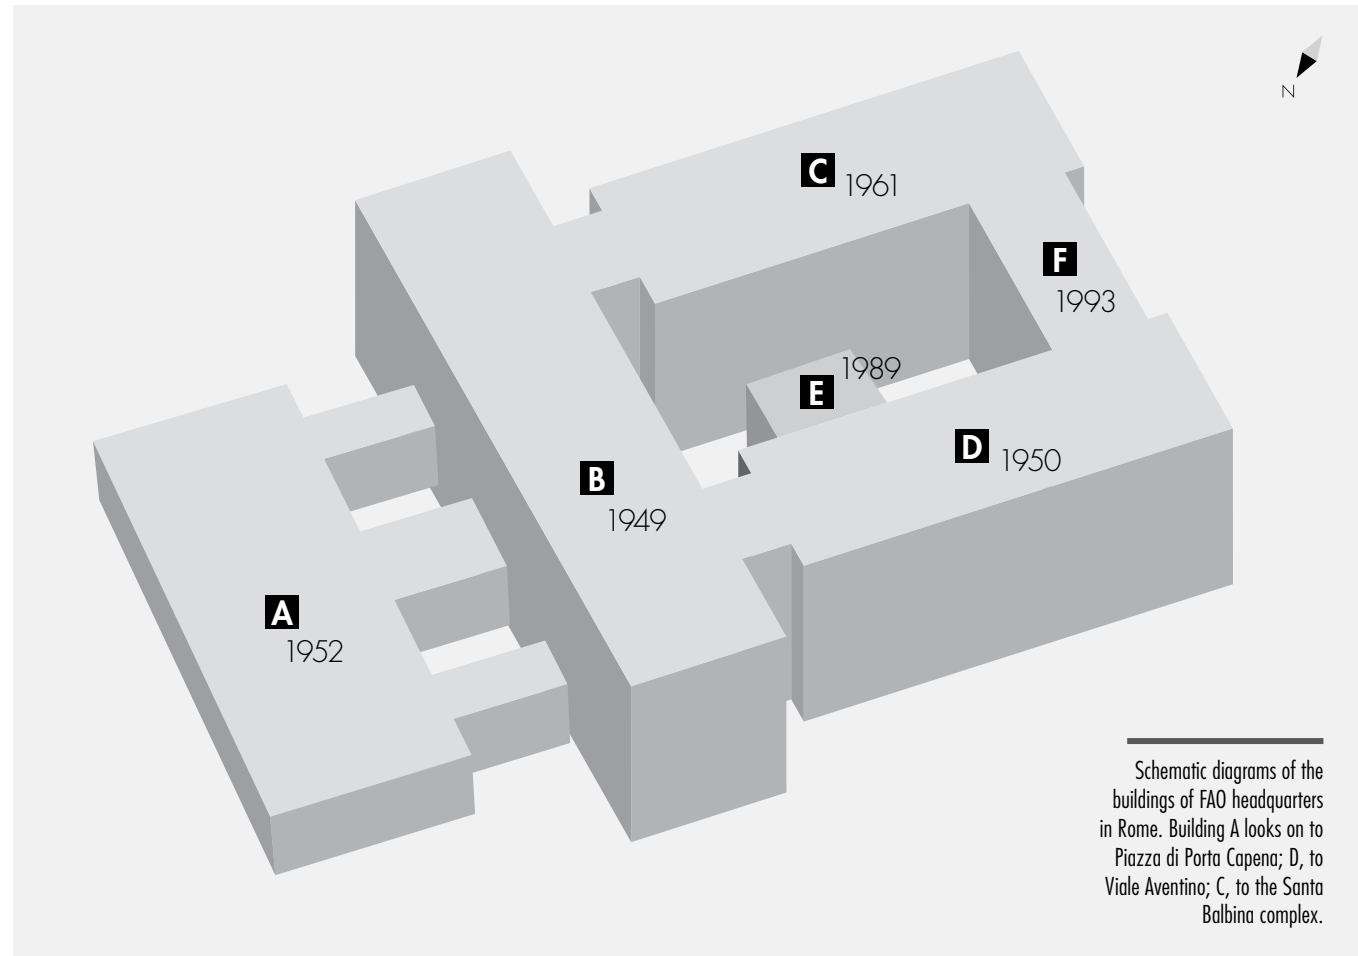 N
C 1961
F
1993
1989
E
D 1950
B
1949
A
1952
Schematic diagrams of the
buildings of FAO headquarters
in Rome. Building A looks on to
Piazza di Porta Capena; D, to
Viale Aventino; C, to the Santa
Balbina complex.